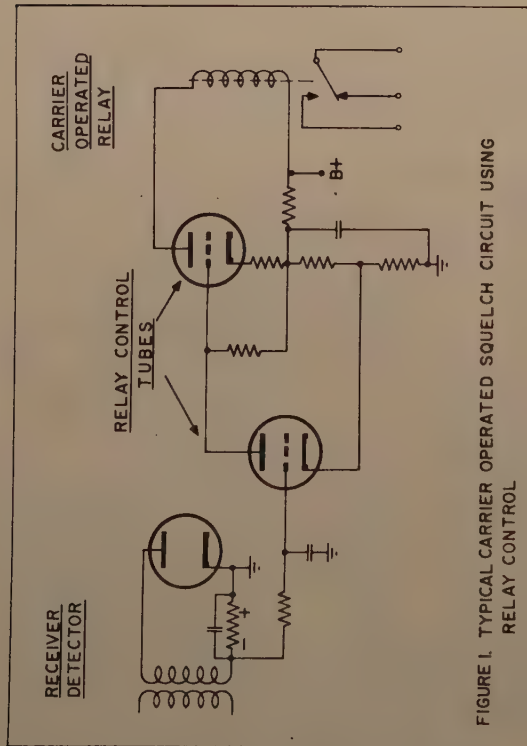 RECEIVER
DETECTOR
RELAY CONTROL
TUBES
CARRIER
OPERATED
RELAY
- +
B+
FIGURE 1. TYPICAL CARRIER OPERATED SQUELCH CIRCUIT USING
RELAY CONTROL